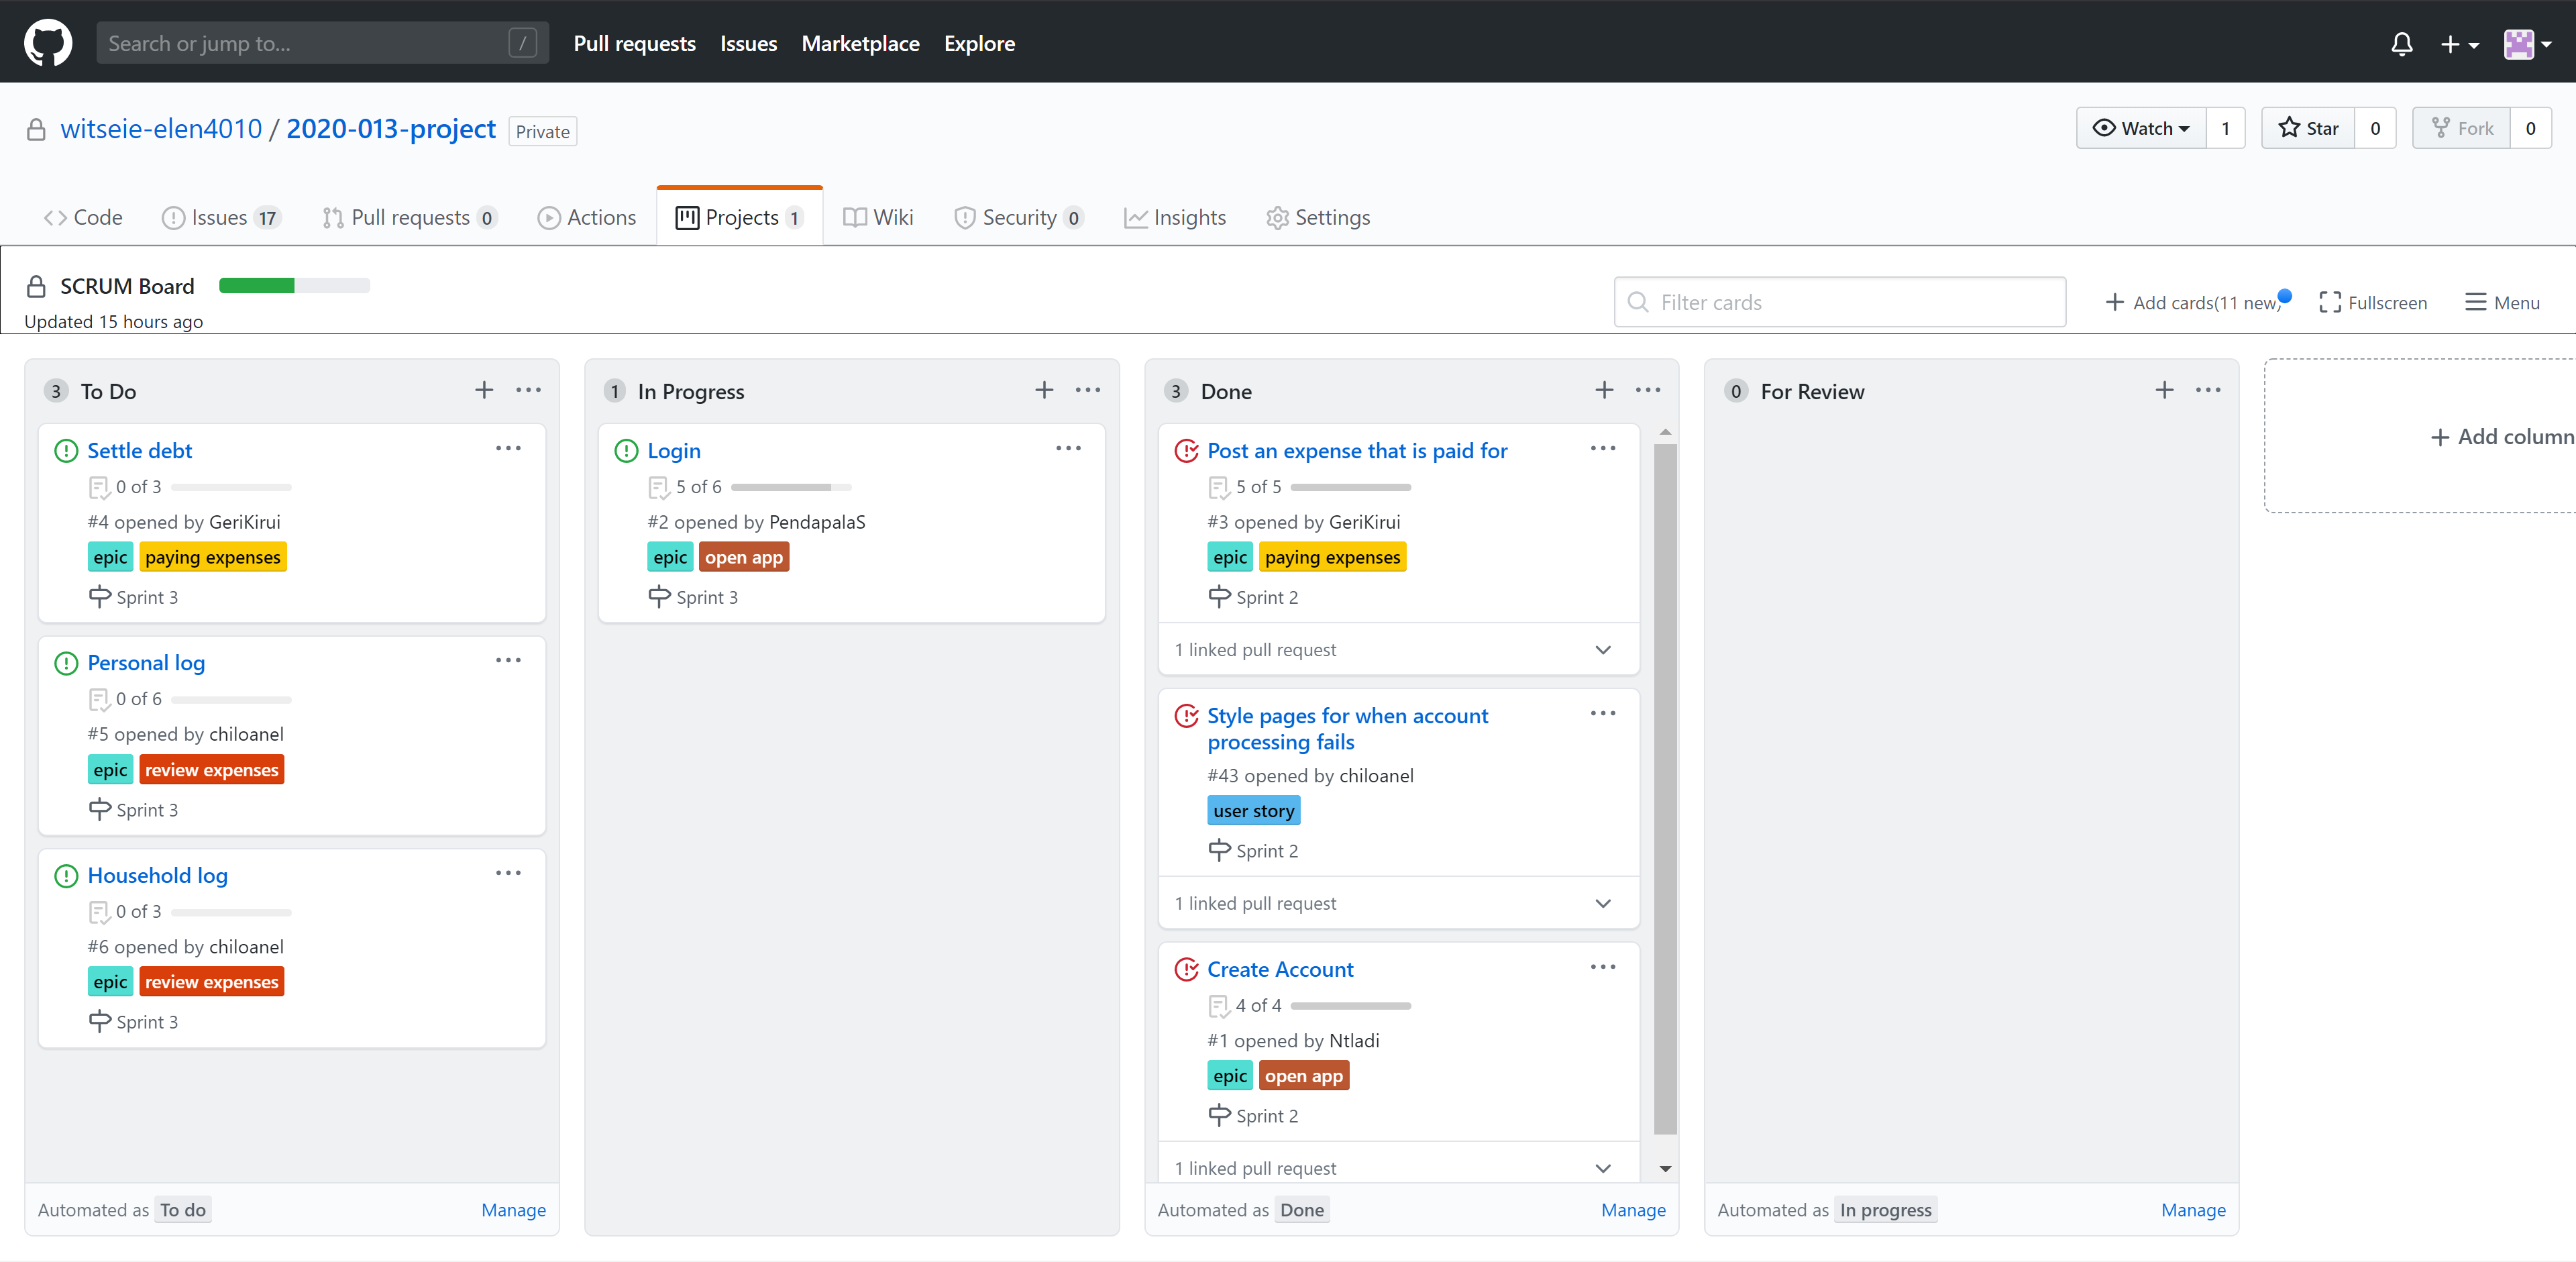 Search or jump to... /
Pull requests Issues Marketplace Explore
witseie-elen4010 / 2020-013-project Private
Watch 1 Star 0 Fork 0
Code Issues 17 Pull requests 0 Actions Projects 1 Wiki Security 0 Insights Settings
SCRUM Board
Updated 15 hours ago
Filter cards
Add cards(11 new) Fullscreen Menu
3 To Do
Settle debt
0 of 3
#4 opened by GeriKirui
epic paying expenses
Sprint 3
Personal log
0 of 6
#5 opened by chiloanel
epic review expenses
Sprint 3
Household log
0 of 3
#6 opened by chiloanel
epic review expenses
Sprint 3
Automated as To do Manage
1 In Progress
Login
5 of 6
#2 opened by PendapalaS
epic open app
Sprint 3
3 Done
Post an expense that is paid for
5 of 5
#3 opened by GeriKirui
epic paying expenses
Sprint 2
1 linked pull request
Style pages for when account
processing fails
#43 opened by chiloanel
user story
Sprint 2
1 linked pull request
Create Account
4 of 4
#1 opened by Ntladi
epic open app
Sprint 2
1 linked pull request
Automated as Done Manage
0 For Review
Automated as In progress Manage
Add column